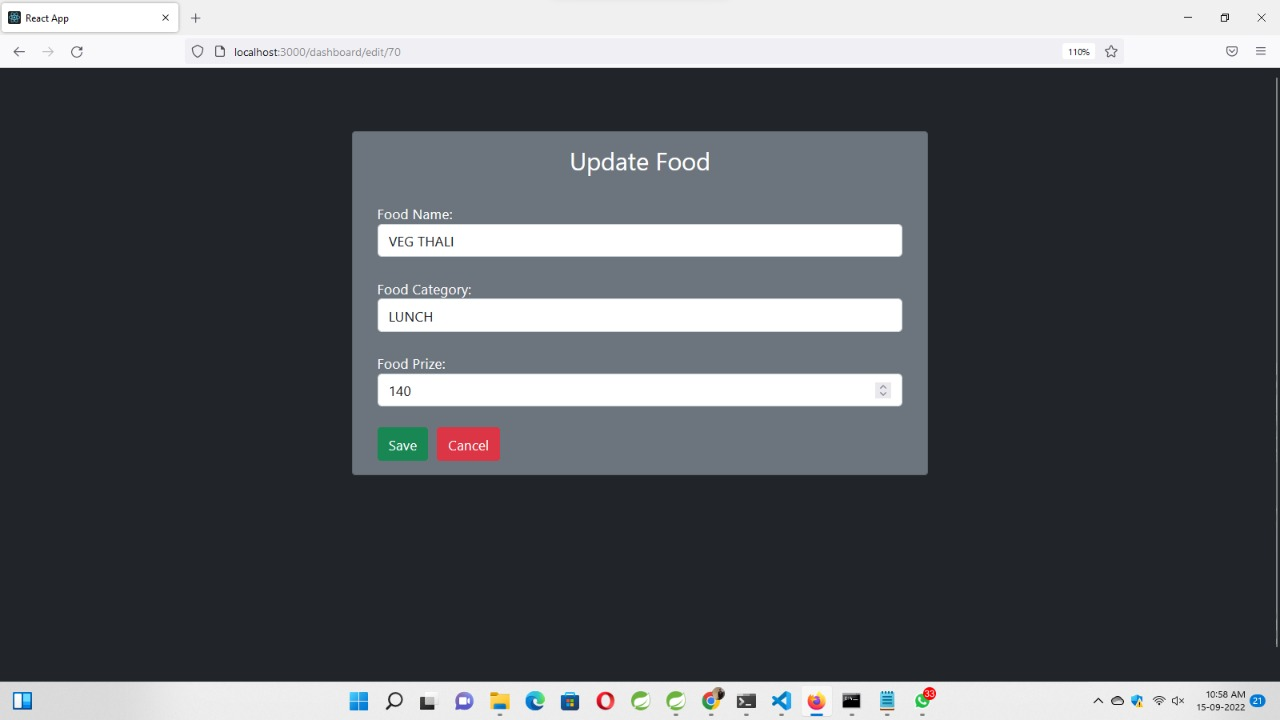 React App
localhost:3000/dashboard/edit/70
110%
Update Food
Food Name:
VEG THALI
Food Category:
LUNCH
Food Prize:
140
Save
Cancel
33
10:58 AM
15-09-2022
21